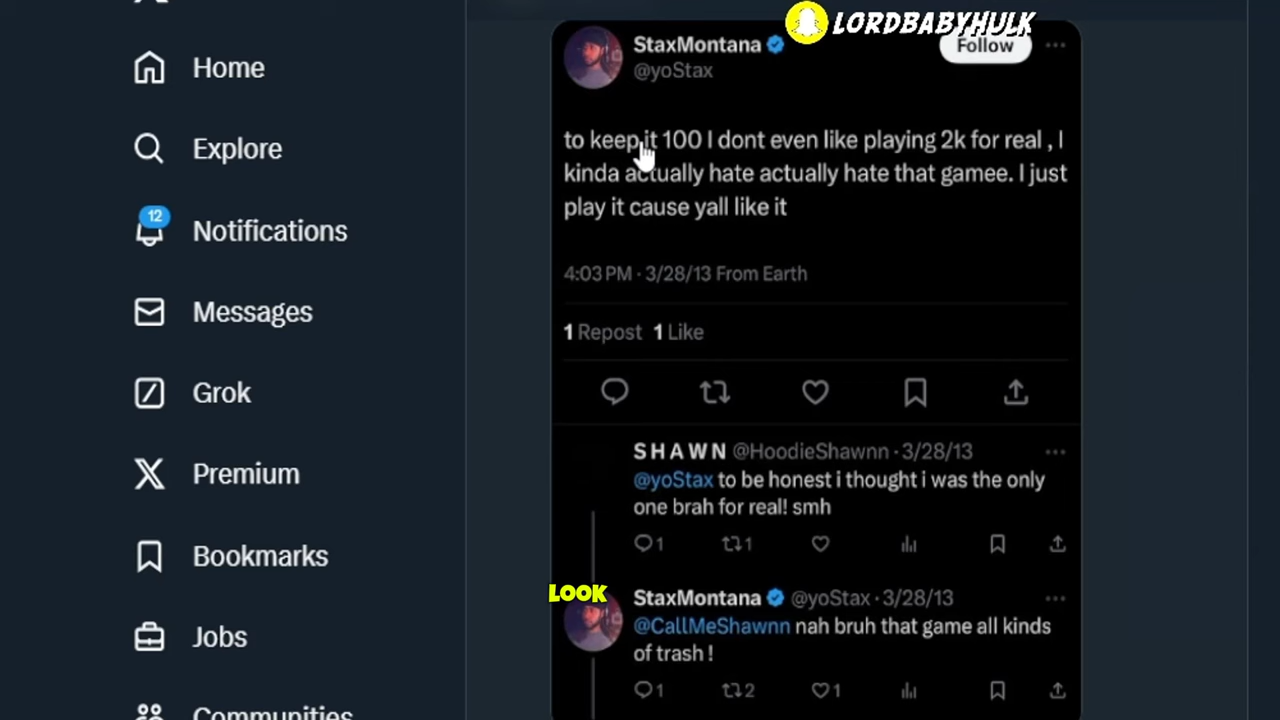 LORDBABYHULK
Home
Explore
12
Notifications
Messages
Grok
Premium
Bookmarks
Jobs
Communities
StaxMontana
Follow
@yoStax
to keep it 100 I dont even like playing 2k for real , I
kinda actually hate actually hate that gamee. I just
play it cause yall like it
4:03 PM · 3/28/13 From Earth
1 Repost 1 Like
S H A W N @HoodieShawnn · 3/28/13
@yoStax to be honest i thought i was the only
one brah for real! smh
1 1
LOOK
StaxMontana @yoStax · 3/28/13
@CallMeShawnn nah bruh that game all kinds
of trash !
1 2 1